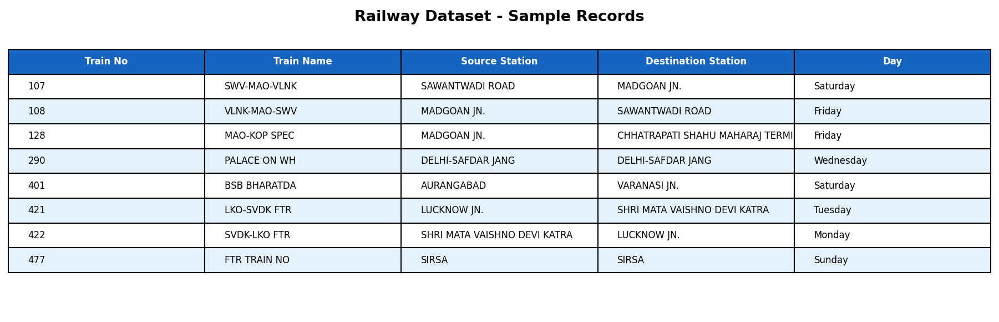 Railway Dataset - Sample Records
Train No Train Name Source Station Destination Station Day
107 SWV-MAO-VLNK SAWANTWADI ROAD MADGOAN JN. Saturday
108 VLNK-MAO-SWV MADGOAN JN. SAWANTWADI ROAD Friday
128 MAO-KOP SPEC MADGOAN JN. CHHATRAPATI SHAHU MAHARAJ TERMI Friday
290 PALACE ON WH DELHI-SAFDAR JANG DELHI-SAFDAR JANG Wednesday
401 BSB BHARATDA AURANGABAD VARANASI JN. Saturday
421 LKO-SVDK FTR LUCKNOW JN. SHRI MATA VAISHNO DEVI KATRA Tuesday
422 SVDK-LKO FTR SHRI MATA VAISHNO DEVI KATRA LUCKNOW JN. Monday
477 FTR TRAIN NO SIRSA SIRSA Sunday